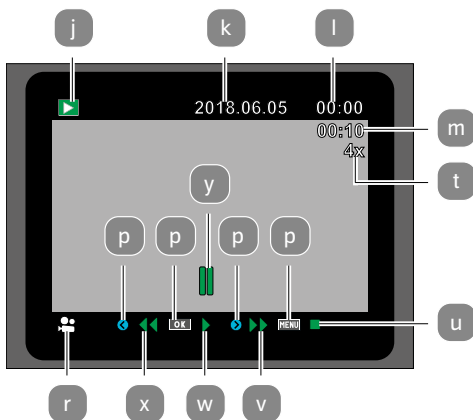 j k l
2018.06.05 00:00
00:10 m
4x
y t
p p p p
OK MENU
u
r x w v